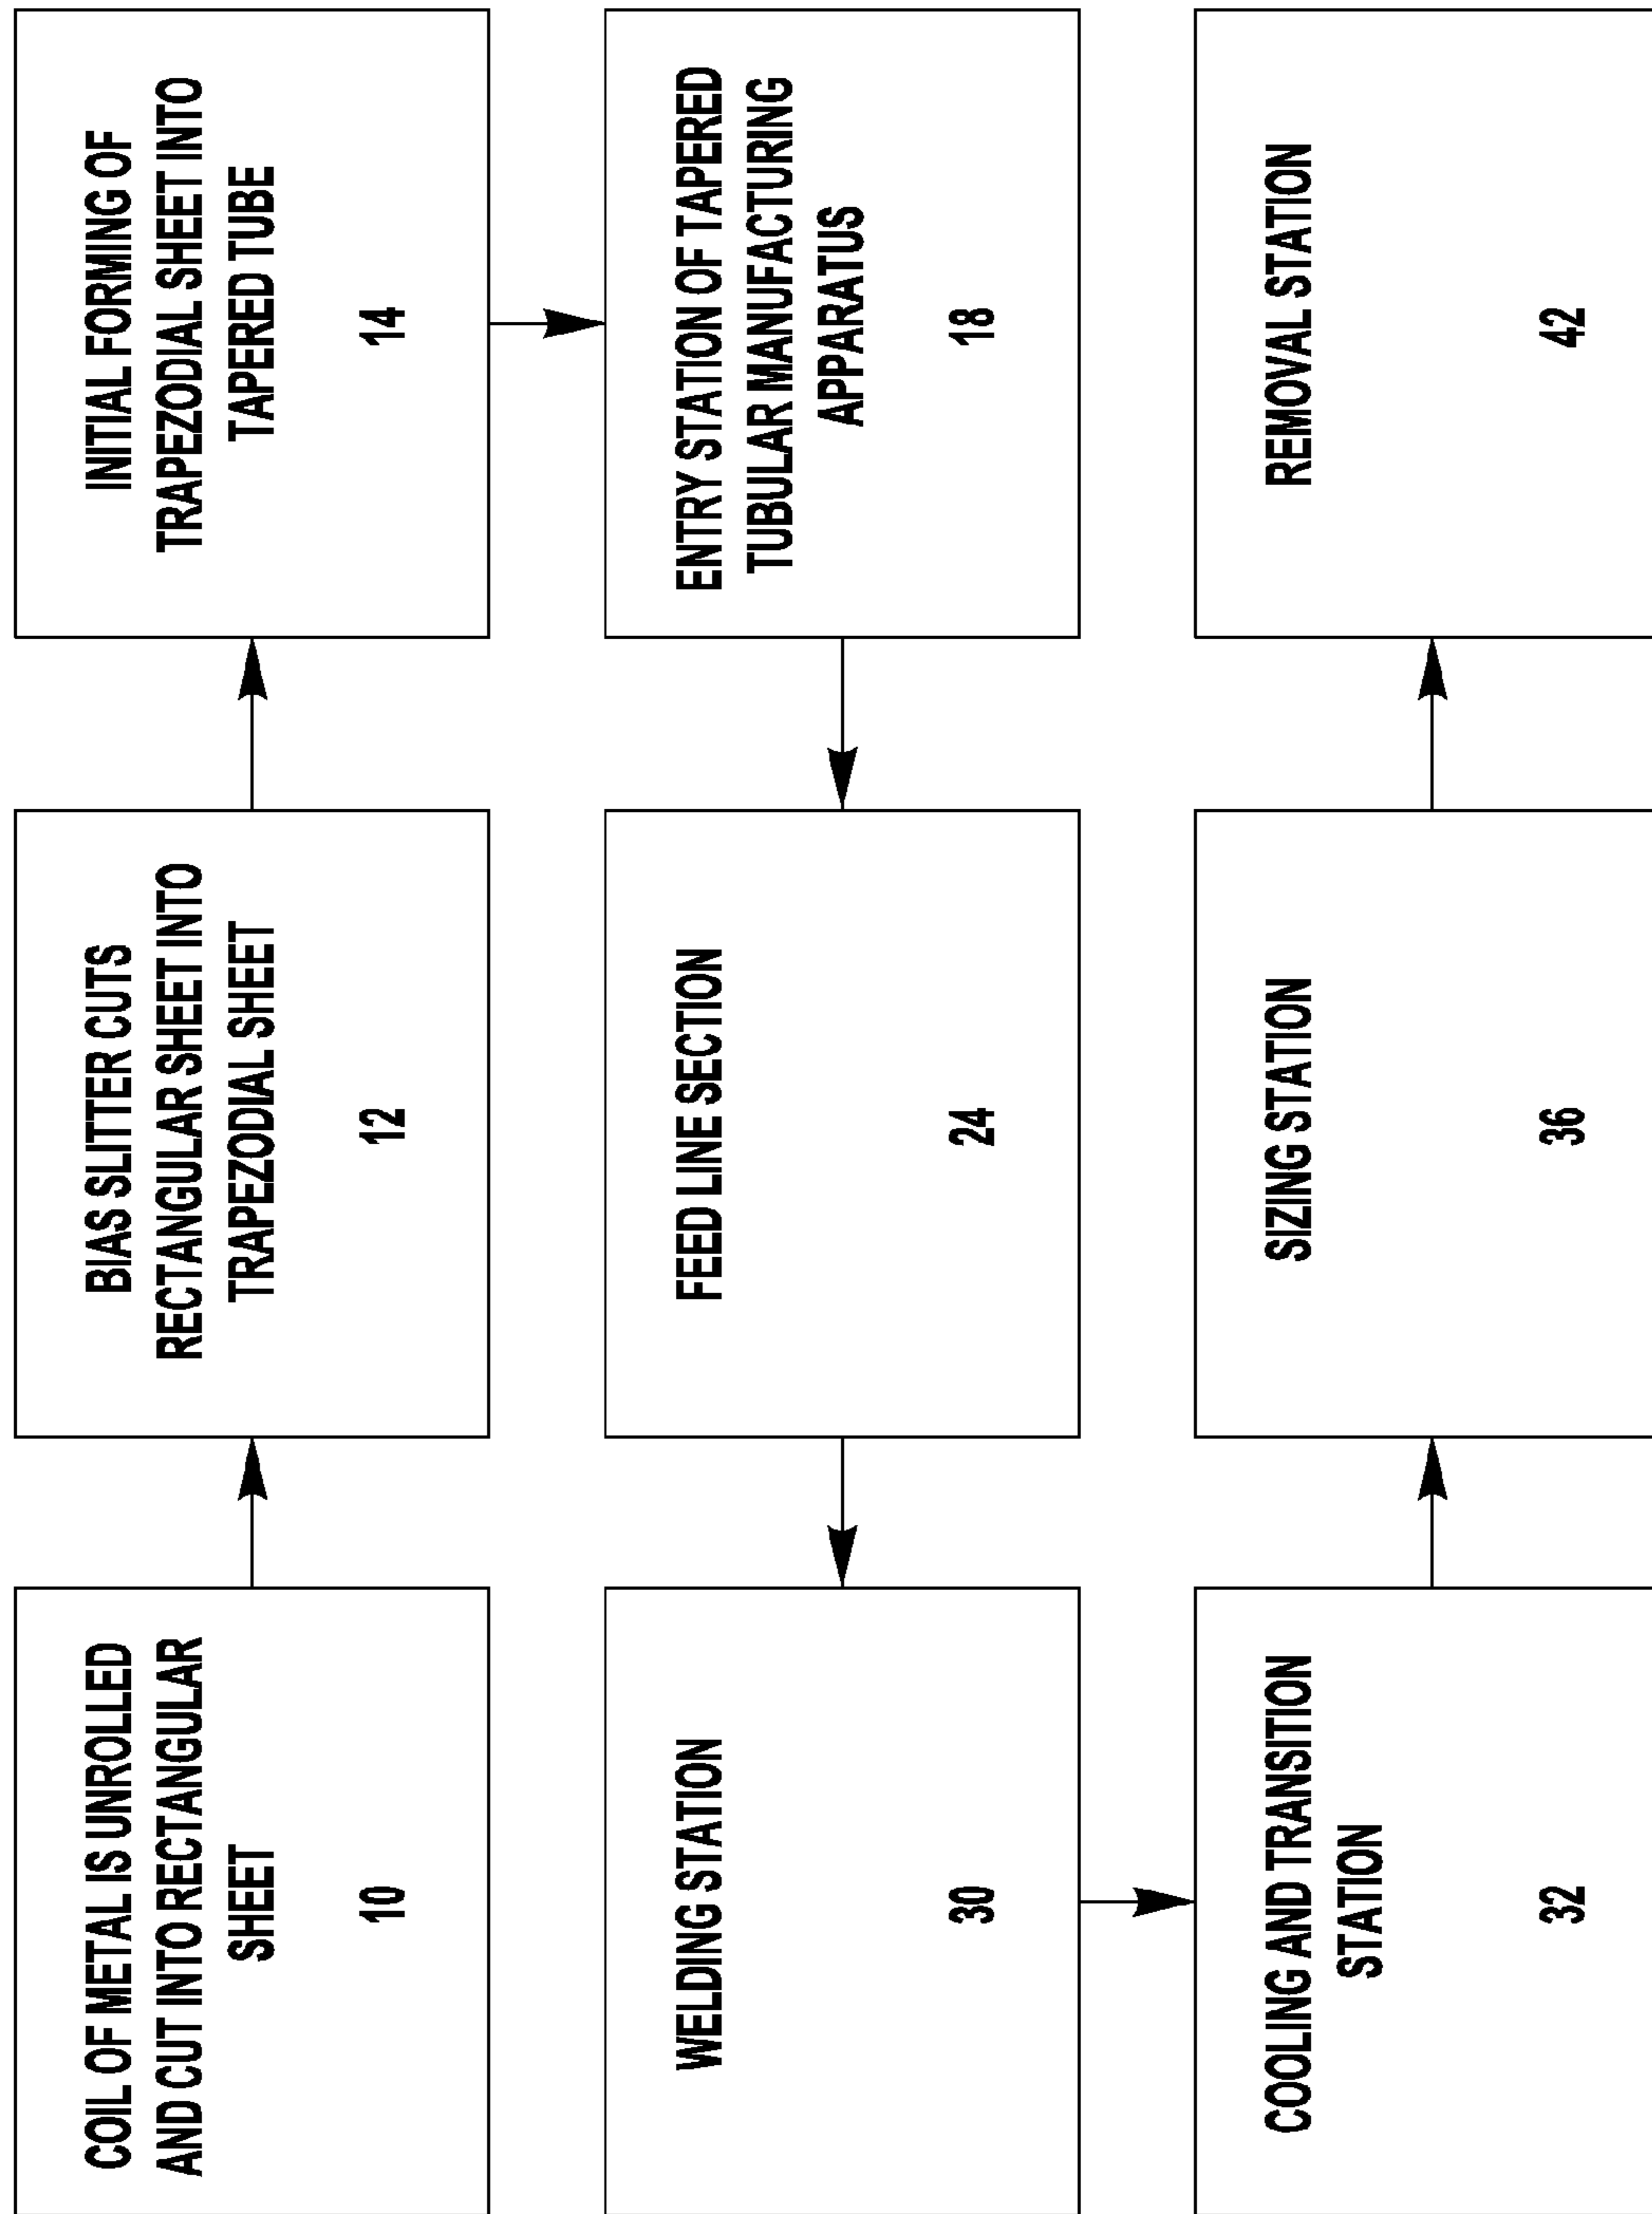 COIL OF METAL IS UNROLLED
AND CUT INTO RECTANGULAR
SHEET
10
BIAS SLITTER CUTS
RECTANGULAR SHEET INTO
TRAPEZODIAL SHEET
12
INITIAL FORMING OF
TRAPEZODIAL SHEET INTO
TAPERED TUBE
14
ENTRY STATION OF TAPERED
TUBULAR MANUFACTURING
APPARATUS
18
FEED LINE SECTION
24
WELDING STATION
30
COOLING AND TRANSITION
STATION
32
SIZING STATION
36
REMOVAL STATION
42